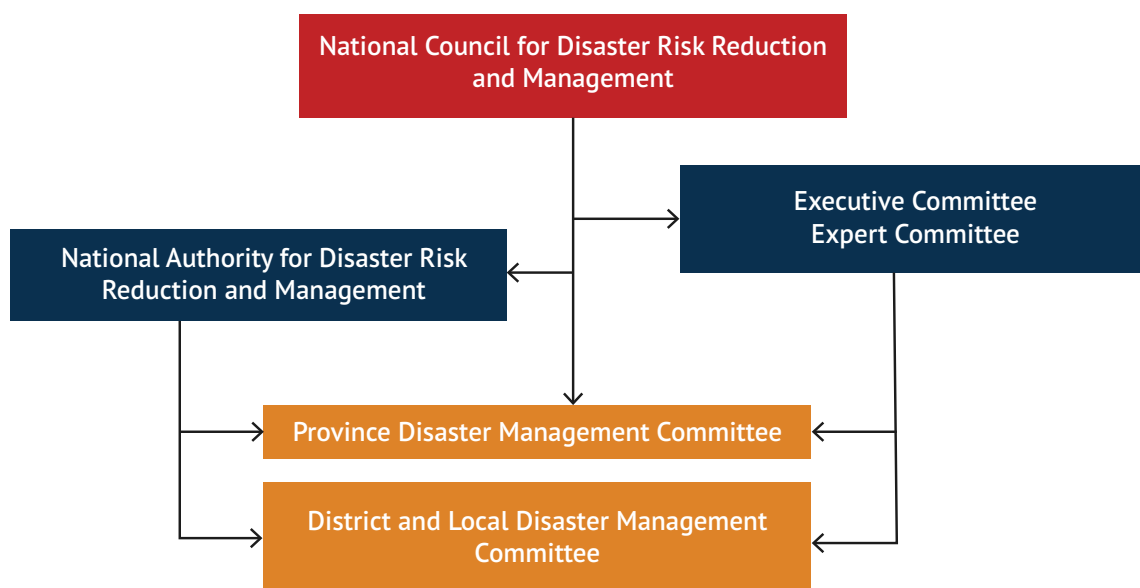 National Council for Disaster Risk Reduction
and Management
Executive Committee
Expert Committee
National Authority for Disaster Risk
Reduction and Management
Province Disaster Management Committee
District and Local Disaster Management
Committee